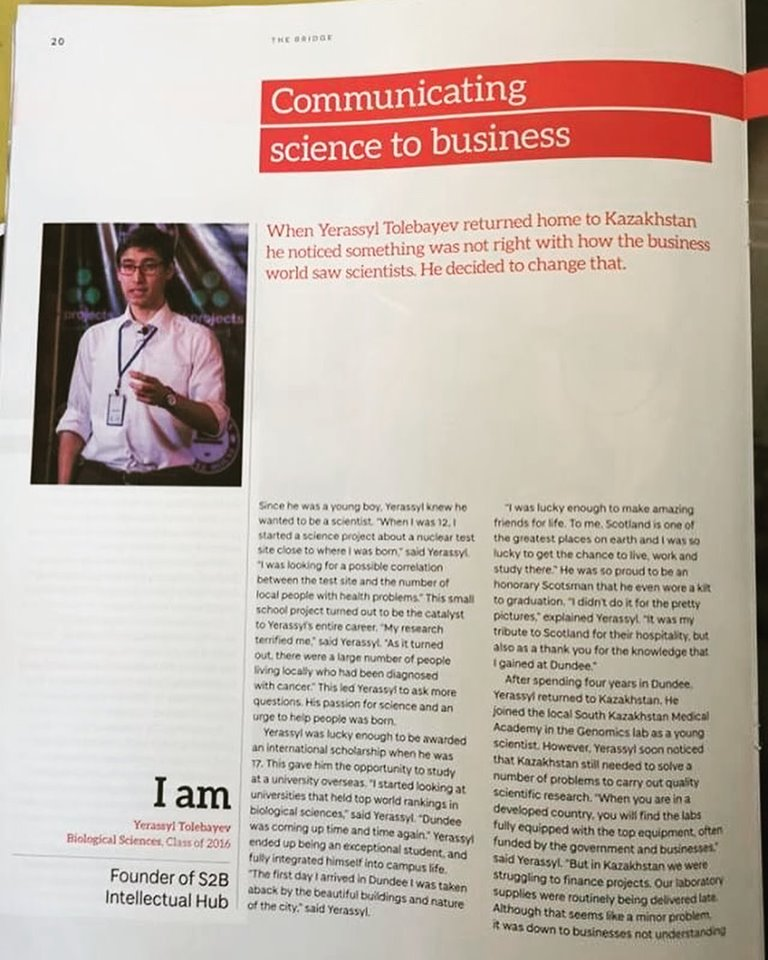 20
THE BRIDGE
Communicating
science to business
When Yerassyl Tolebayev returned home to Kazakhstan
he noticed something was not right with how the business
world saw scientists. He decided to change that.
projects
projects
Since he was a young boy, Yerassyl knew he
wanted to be a scientist. "When I was 12, I
started a science project about a nuclear test
site close to where I was born," said Yerassyl.
"I was looking for a possible correlation
between the test site and the number of
local people with health problems." This small
school project turned out to be the catalyst
to Yerassyl's entire career. "My research
terrified me," said Yerassyl. "As it turned
out, there were a large number of people
living locally who had been diagnosed
with cancer." This led Yerassyl to ask more
questions. His passion for science and an
urge to help people was born.
Yerassyl was lucky enough to be awarded
an international scholarship when he was
17. This gave him the opportunity to study
at a university overseas. "I started looking at
universities that held top world rankings in
biological sciences," said Yerassyl. "Dundee
was coming up time and time again." Yerassyl
ended up being an exceptional student, and
fully integrated himself into campus life.
"The first day I arrived in Dundee I was taken
aback by the beautiful buildings and nature
of the city," said Yerassyl.
"I was lucky enough to make amazing
friends for life. To me, Scotland is one of
the greatest places on earth and I was so
lucky to get the chance to live, work and
study there." He was so proud to be an
honorary Scotsman that he even wore a kilt
to graduation. "I didn't do it for the pretty
pictures," explained Yerassyl. "It was my
tribute to Scotland for their hospitality, but
also as a thank you for the knowledge that
I gained at Dundee."
After spending four years in Dundee,
Yerassyl returned to Kazakhstan. He
joined the local South Kazakhstan Medical
Academy in the Genomics lab as a young
scientist. However, Yerassyl soon noticed
that Kazakhstan still needed to solve a
number of problems to carry out quality
scientific research. "When you are in a
developed country, you will find the labs
fully equipped with the top equipment, often
funded by the government and businesses,"
said Yerassyl. "But in Kazakhstan we were
struggling to finance projects. Our laboratory
supplies were routinely being delivered late.
Although that seems like a minor problem,
it was down to businesses not understanding
I am
Yerassyl Tolebayev
Biological Sciences, Class of 2016
Founder of S2B
Intellectual Hub